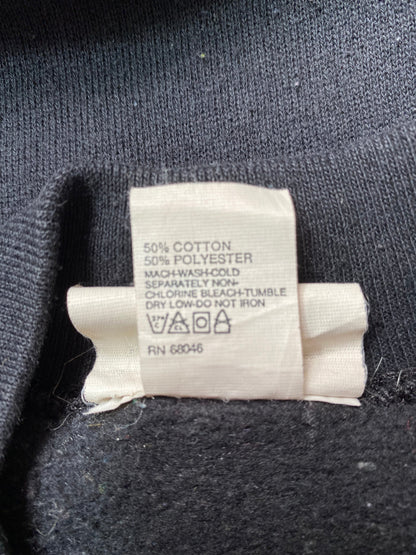 50% COTTON
50% POLYESTER
MACH-WASH-COLD
SEPARATELY NON-
CHLORINE BLEACH-TUMBLE
DRY LOW-DO NOT IRON
RN 68046